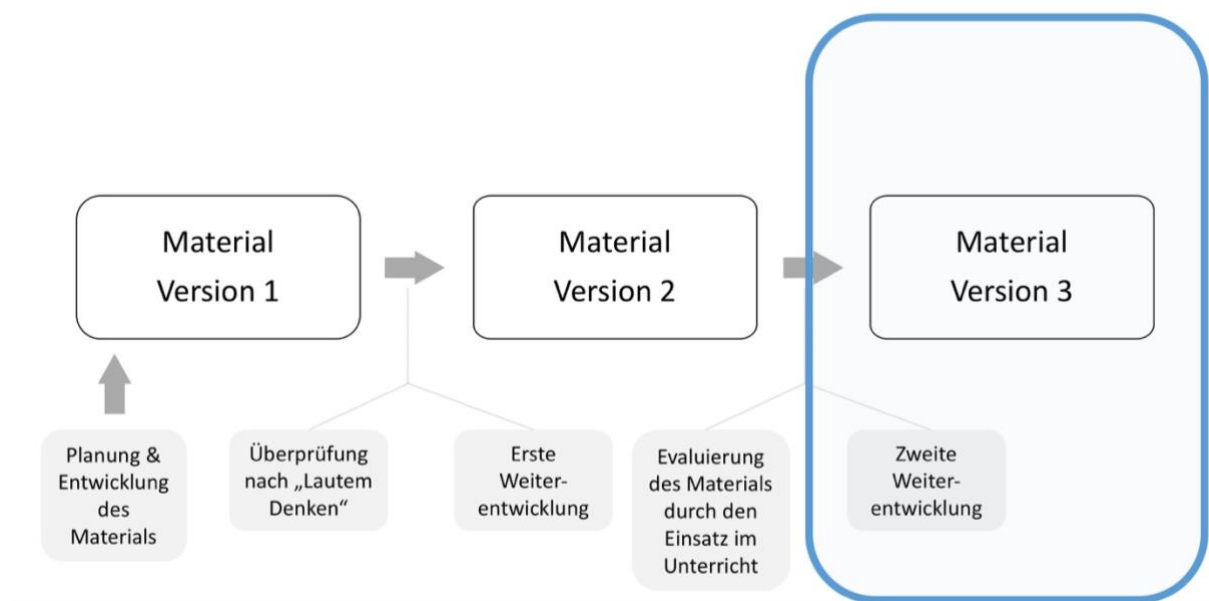 Material
Version 1
Material
Version 2
Material
Version 3
Planung &
Entwicklung
des
Materials
Überprüfung
nach „Lautem
Denken“
Erste
Weiter-
entwicklung
Evaluierung
des Materials
durch den
Einsatz im
Unterricht
Zweite
Weiter-
entwicklung